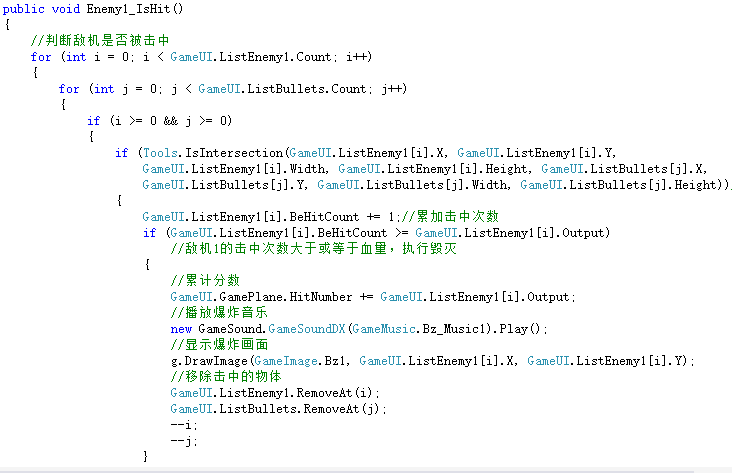 public void Enemy1_IsHit()
{
//判断敌机是否被击中
for (int i = 0; i < GameUI.ListEnemy1.Count; i++)
{
for (int j = 0; j < GameUI.ListBullets.Count; j++)
{
if (i >= 0 && j >= 0)
{
if (Tools.IsIntersection(GameUI.ListEnemy1[i].X, GameUI.ListEnemy1[i].Y,
GameUI.ListEnemy1[i].Width, GameUI.ListEnemy1[i].Height, GameUI.ListBullets[j].X,
GameUI.ListBullets[j].Y, GameUI.ListBullets[j].Width, GameUI.ListBullets[j].Height))
{
GameUI.ListEnemy1[i].BeHitCount += 1;//累加击中次数
if (GameUI.ListEnemy1[i].BeHitCount >= GameUI.ListEnemy1[i].Output)
//敌机1的击中次数大于或等于血量，执行毁灭
{
//累计分数
GameUI.GamePlane.HitNumber += GameUI.ListEnemy1[i].Output;
//播放爆炸音乐
new GameSound.GameSoundDX(GameMusic.Bz_Music1).Play();
//显示爆炸画面
g.DrawImage(GameImage.Bz1, GameUI.ListEnemy1[i].X, GameUI.ListEnemy1[i].Y);
//移除击中的物体
GameUI.ListEnemy1.RemoveAt(i);
GameUI.ListBullets.RemoveAt(j);
--i;
--j;
}